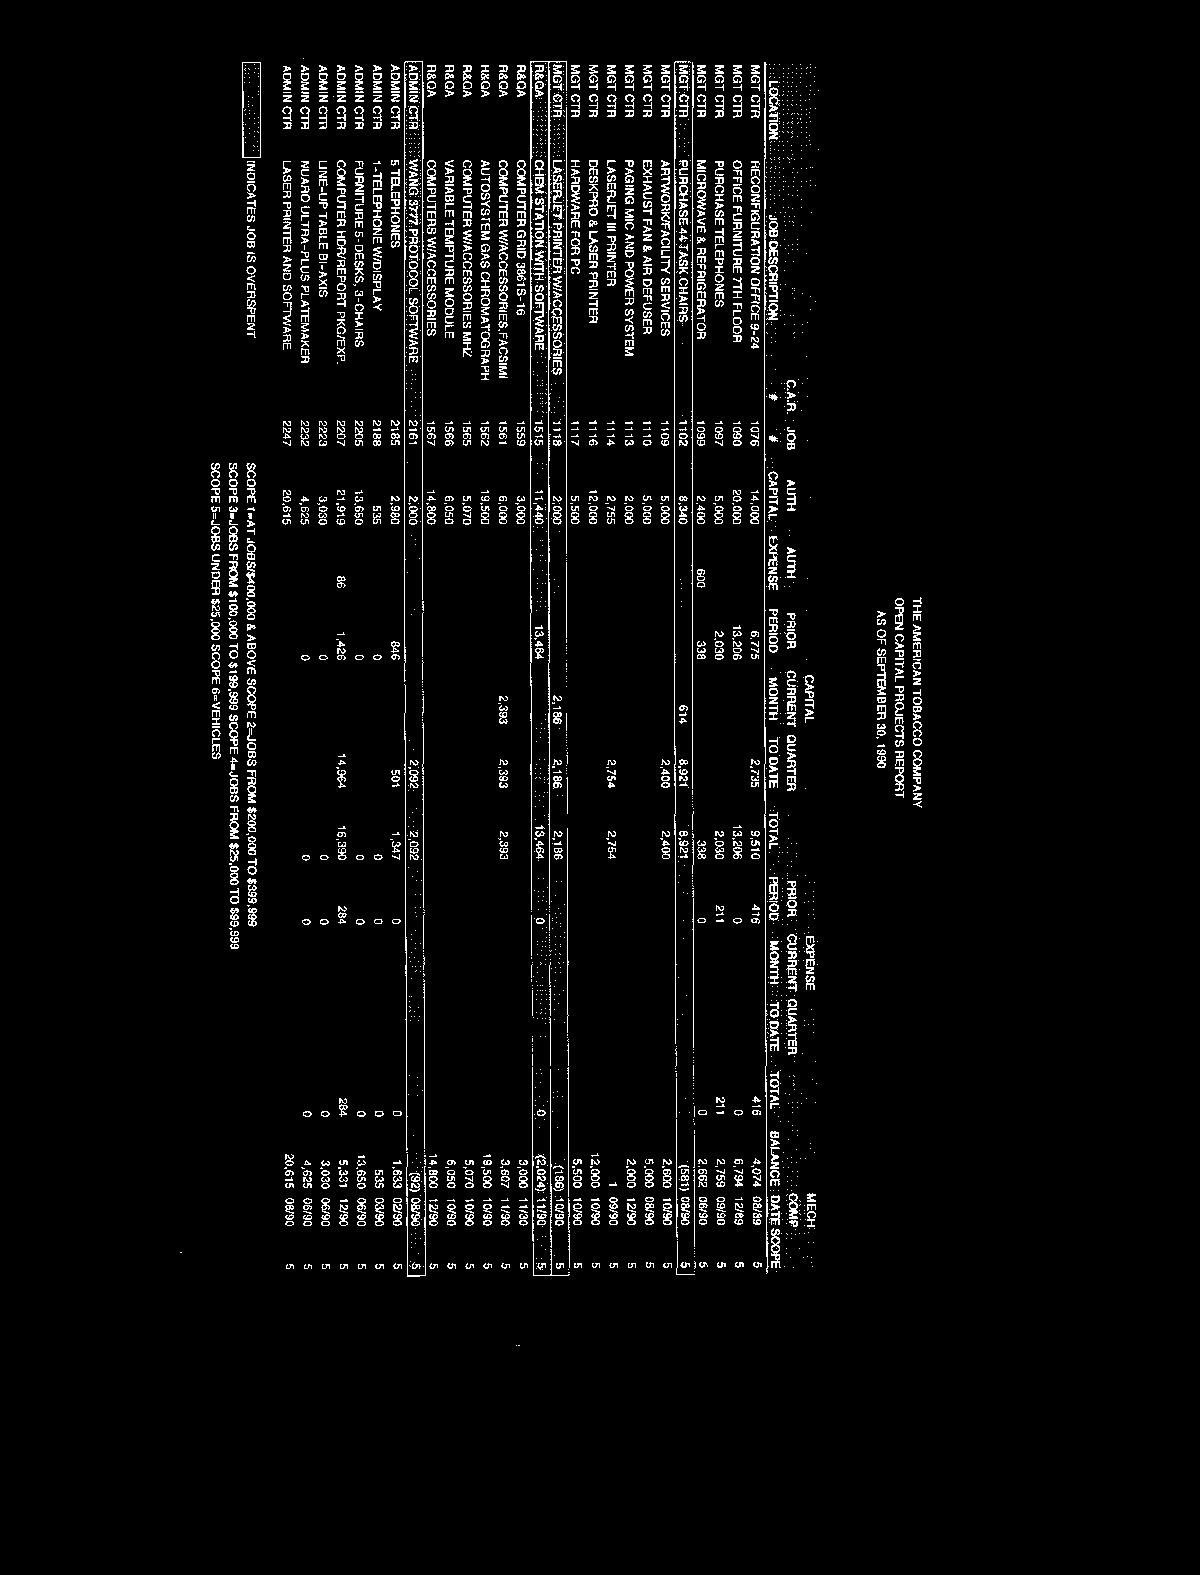 THE AMERICAN TOBACCO COMPANY
OPEN CAPITAL PROJECTS REPORT
AS OF SEPTEMBER 30, 1990
CAPITAL EXPENSE MECH
C.A.R. JOB AUTH AUTH PRIOR CURRENT QUARTER PRIOR CURRENT QUARTER COMP
LOCATION JOB DESCRIPTION # # CAPITAL EXPENSE PERIOD MONTH TO DATE TOTAL PERIOD MONTH TO DATE TOTAL BALANCE DATE SCOPE
MGT CTR RECONFIGURATION OFFICE 9-24 1076 14,000 6,775 2,735 9,510 416 416 4,074 08/89 5
MGT CTR OFFICE FURNITURE 7TH FLOOR 1090 20,000 13,206 13,206 0 0 6,794 12/89 5
MGT CTR PURCHASE TELEPHONES 1097 5,000 2,030 2,030 211 211 2,759 09/90 5
MGT CTR MICROWAVE & REFRIGERATOR 1099 2,400 600 338 338 0 0 2,662 06/90 5
MGT CTR PURCHASE 44 TASK CHAIRS 1102 8,340 614 8,921 8,921 (581) 08/90 5
MGT CTR ARTWORK/FACILITY SERVICES 1109 5,000 2,400 2,400 2,600 10/90 5
MGT CTR EXHAUST FAN & AIR DEFUSER 1110 5,000 5,000 08/90 5
MGT CTR PAGING MIC AND POWER SYSTEM 1113 2,000 2,000 12/90 5
MGT CTR LASERJET III PRINTER 1114 2,755 2,754 2,754 1 09/90 5
MGT CTR DESKPRO & LASER PRINTER 1116 12,000 12,000 10/90 5
MGT CTR HARDWARE FOR PC 1117 5,500 5,500 10/90 5
MGT CTR LASERJET PRINTER W/ACCESSORIES 1118 2,000 2,186 2,186 2,186 (186) 10/90 5
R&QA CHEM STATION WITH SOFTWARE 1515 11,440 13,464 13,464 0 0 (2,024) 11/90 5
R&QA COMPUTER GRID 386IS-16 1559 3,000 3,000 11/90 5
R&QA COMPUTER W/ACCESSORIES,FACSIMI 1561 6,000 2,393 2,393 2,393 3,607 11/90 5
R&QA AUTOSYSTEM GAS CHROMATOGRAPH 1562 19,500 19,500 10/90 5
R&QA COMPUTER W/ACCESSORIES MHZ 1565 5,070 5,070 10/90 5
R&QA VARIABLE TEMPTURE MODULE 1566 6,050 6,050 10/90 5
R&QA COMPUTERS W/ACCESSORIES 1567 14,800 14,800 12/90 5
ADMIN CTR WANG 3777 PROTOCOL SOFTWARE 2161 2,000 2,092 2,092 (92) 08/90 5
ADMIN CTR 5 TELEPHONES 2185 2,980 846 501 1,347 0 0 1,633 02/90 5
ADMIN CTR 1-TELEPHONE W/DISPLAY 2188 535 0 0 0 0 535 03/90 5
ADMIN CTR FURNITURE 5-DESKS, 3-CHAIRS 2205 13,650 0 0 0 0 13,650 06/90 5
ADMIN CTR COMPUTER HDR/REPORT PKG/EXP. 2207 21,919 86 1,426 14,964 16,390 284 284 5,331 12/90 5
ADMIN CTR LINE-UP TABLE BI-AXIS 2223 3,030 0 0 0 0 3,030 06/90 5
ADMIN CTR NUARO ULTRA-PLUS PLATEMAKER 2232 4,625 0 0 0 0 4,625 06/90 5
ADMIN CTR LASER PRINTER AND SOFTWARE 2247 20,615 20,615 08/90 5
INDICATES JOB IS OVERSPENT SCOPE 1=AT JOBS/$400,000 & ABOVE SCOPE 2=JOBS FROM $200,000 TO $399,999
SCOPE 3=JOBS FROM $100,000 TO $199,999 SCOPE 4=JOBS FROM $25,000 TO $99,999
SCOPE 5=JOBS UNDER $25,000 SCOPE 6=VEHICLES